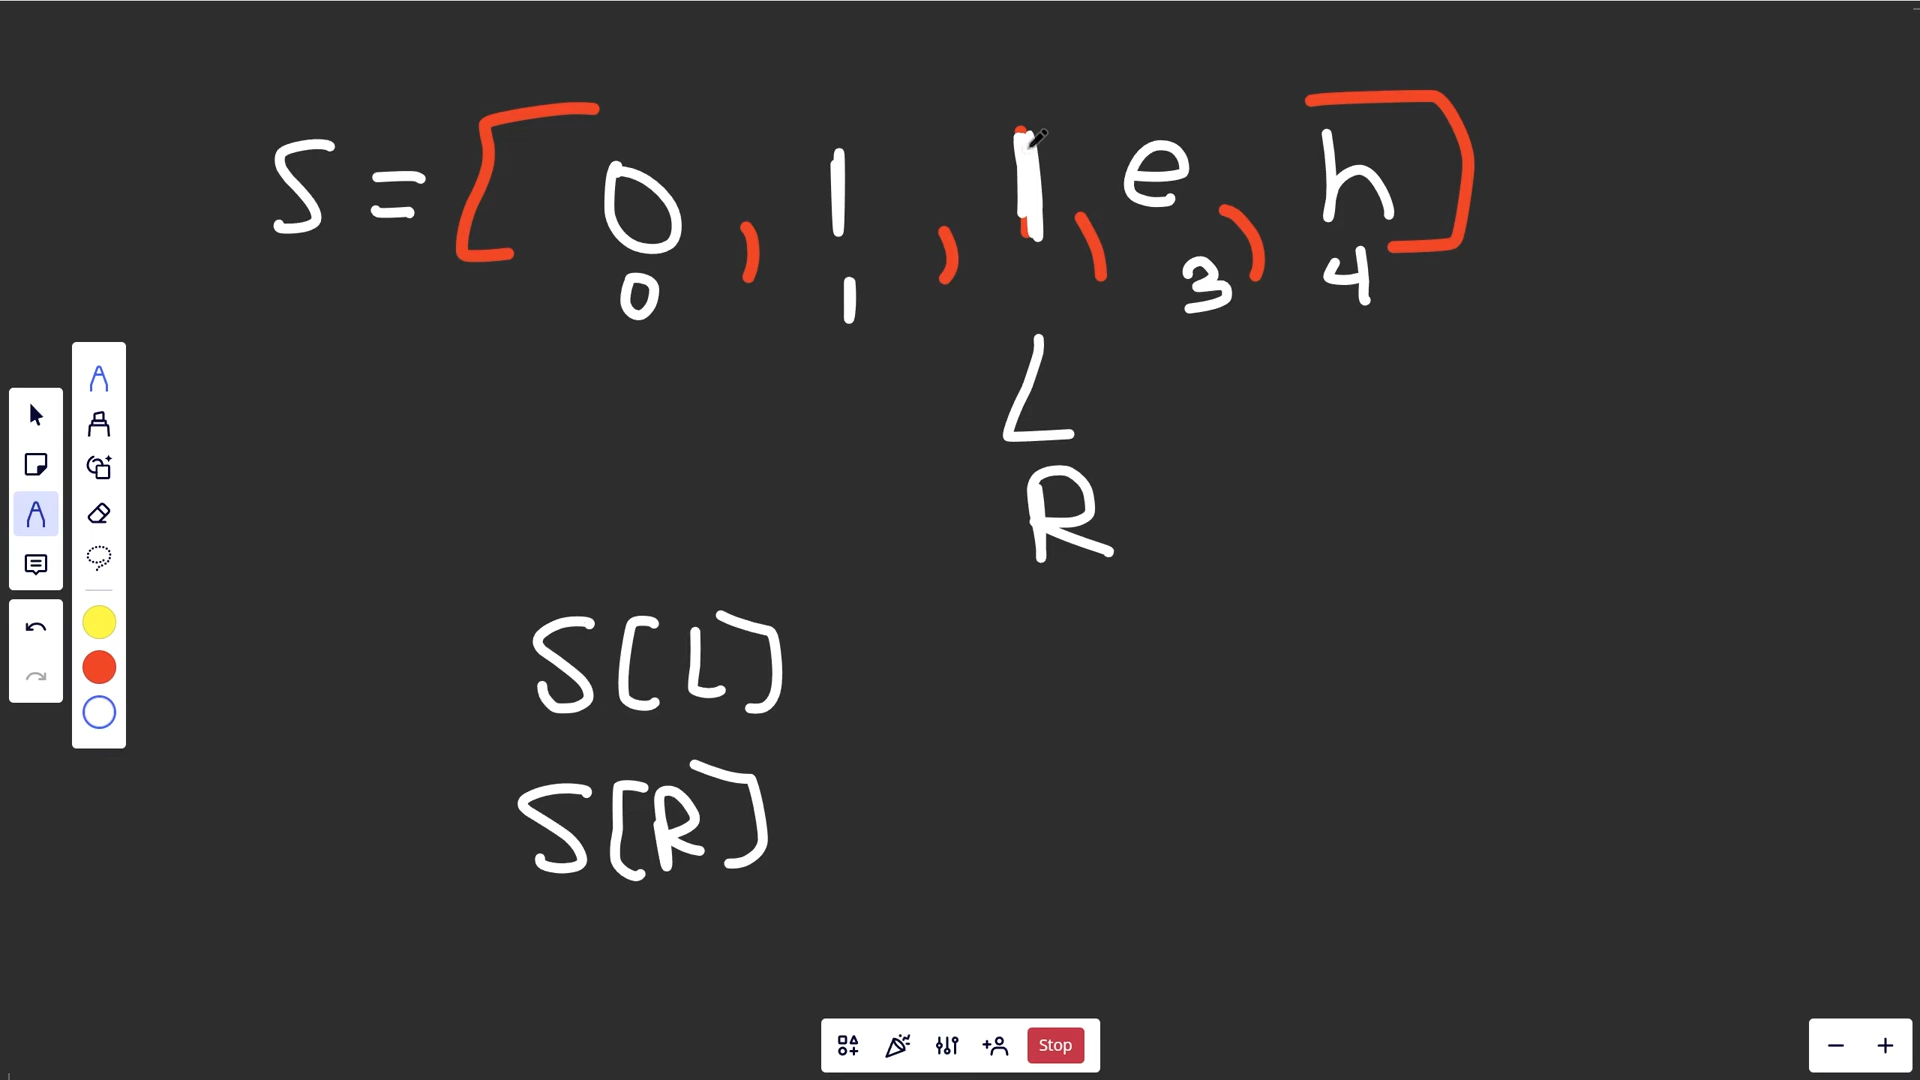 S = [ o , l , l , e , h ]
0 1 3 4
L
R
S[L]
S[R]
Stop